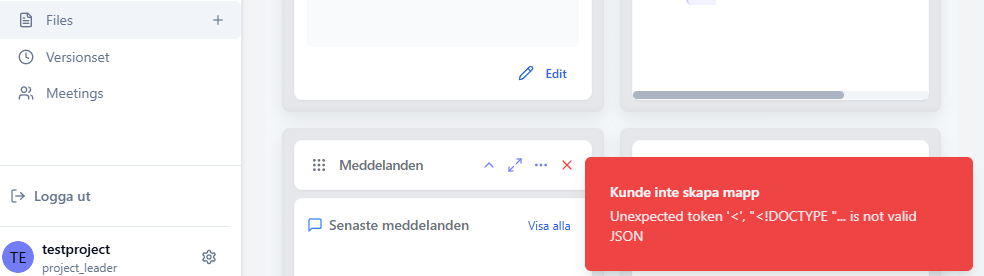 Files
Versionset
Meetings
Logga ut
TE
testproject
project_leader
Edit
Meddelanden
Senaste meddelanden
Visa alla
Kunde inte skapa mapp
Unexpected token '<', "<!DOCTYPE "... is not valid
JSON